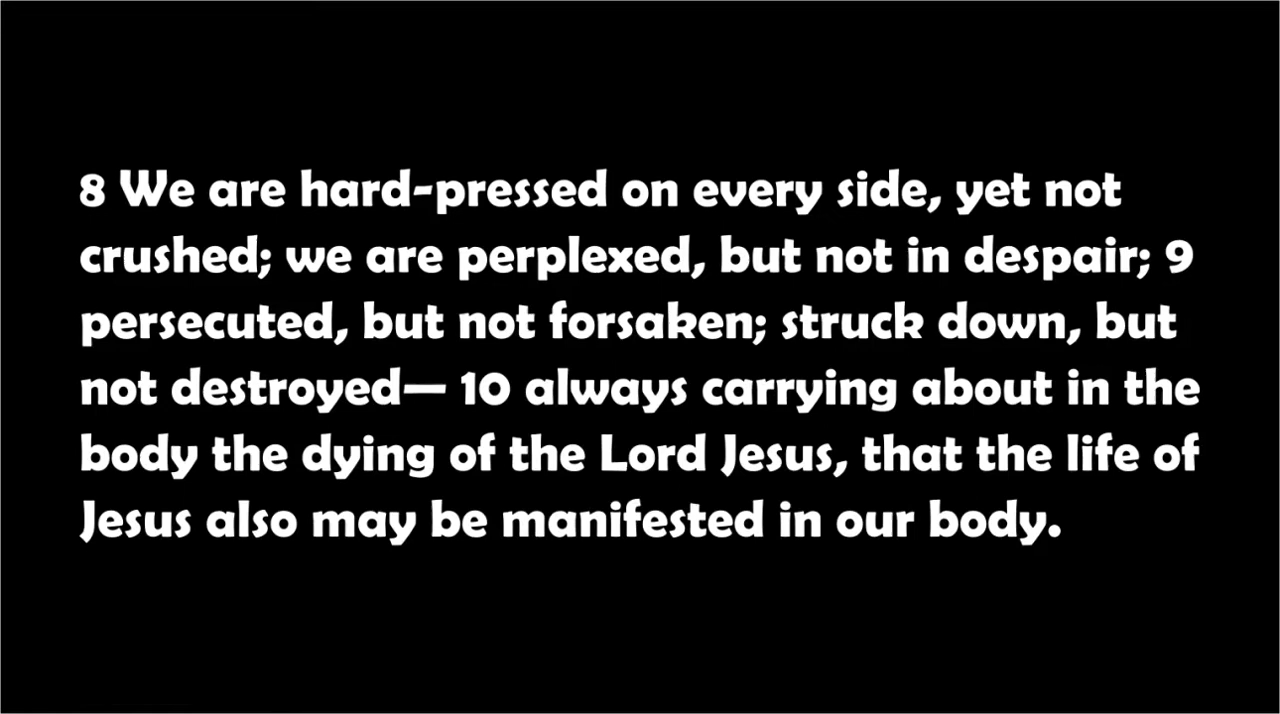 8 We are hard-pressed on every side, yet not
crushed; we are perplexed, but not in despair; 9
persecuted, but not forsaken; struck down, but
not destroyed— 10 always carrying about in the
body the dying of the Lord Jesus, that the life of
Jesus also may be manifested in our body.